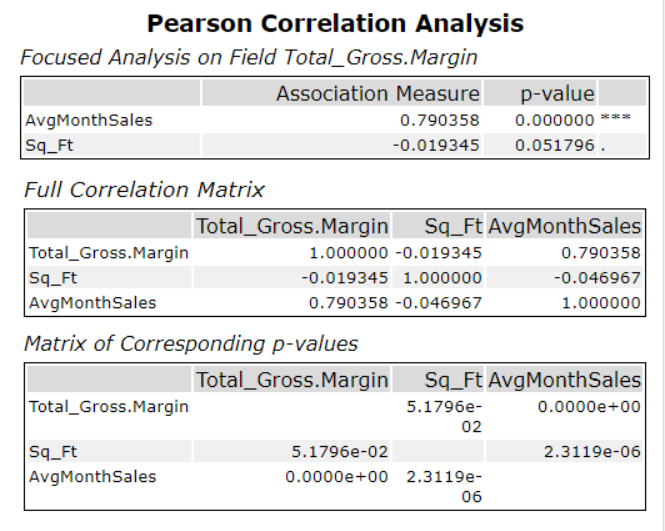 Pearson Correlation Analysis
Focused Analysis on Field Total_Gross.Margin
Association Measure p-value
AvgMonthSales 0.790358 0.000000 ***
Sq_Ft -0.019345 0.051796 .
Full Correlation Matrix
Total_Gross.Margin Sq_Ft AvgMonthSales
Total_Gross.Margin 1.000000 -0.019345 0.790358
Sq_Ft -0.019345 1.000000 -0.046967
AvgMonthSales 0.790358 -0.046967 1.000000
Matrix of Corresponding p-values
Total_Gross.Margin Sq_Ft AvgMonthSales
Total_Gross.Margin 5.1796e- 0.0000e+00
02
Sq_Ft 5.1796e-02 2.3119e-06
AvgMonthSales 0.0000e+00 2.3119e-
06